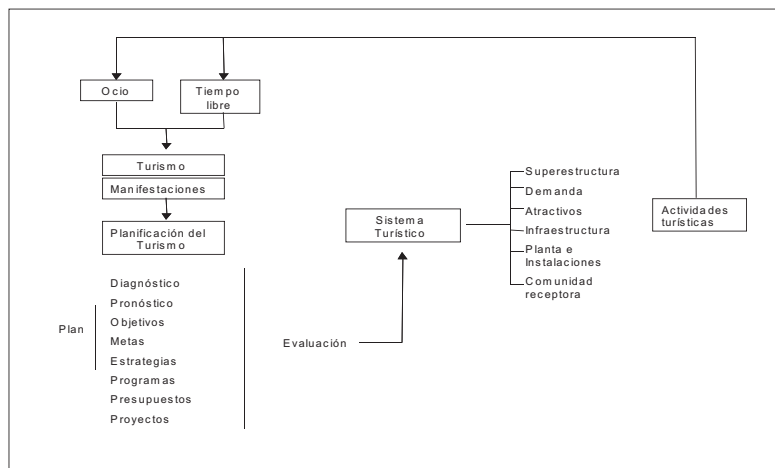 Ocio
Tiempo
libre
Turismo
Manifestaciones
Planificación del
Turismo
Diagnóstico
Pronóstico
Plan
Objetivos
Metas
Estrategias
Programas
Presupuestos
Proyectos
Evaluación
Sistema
Turístico
Superestructura
Demanda
Atractivos
Infraestructura
Planta e
Instalaciones
Comunidad
receptora
Actividades
turísticas